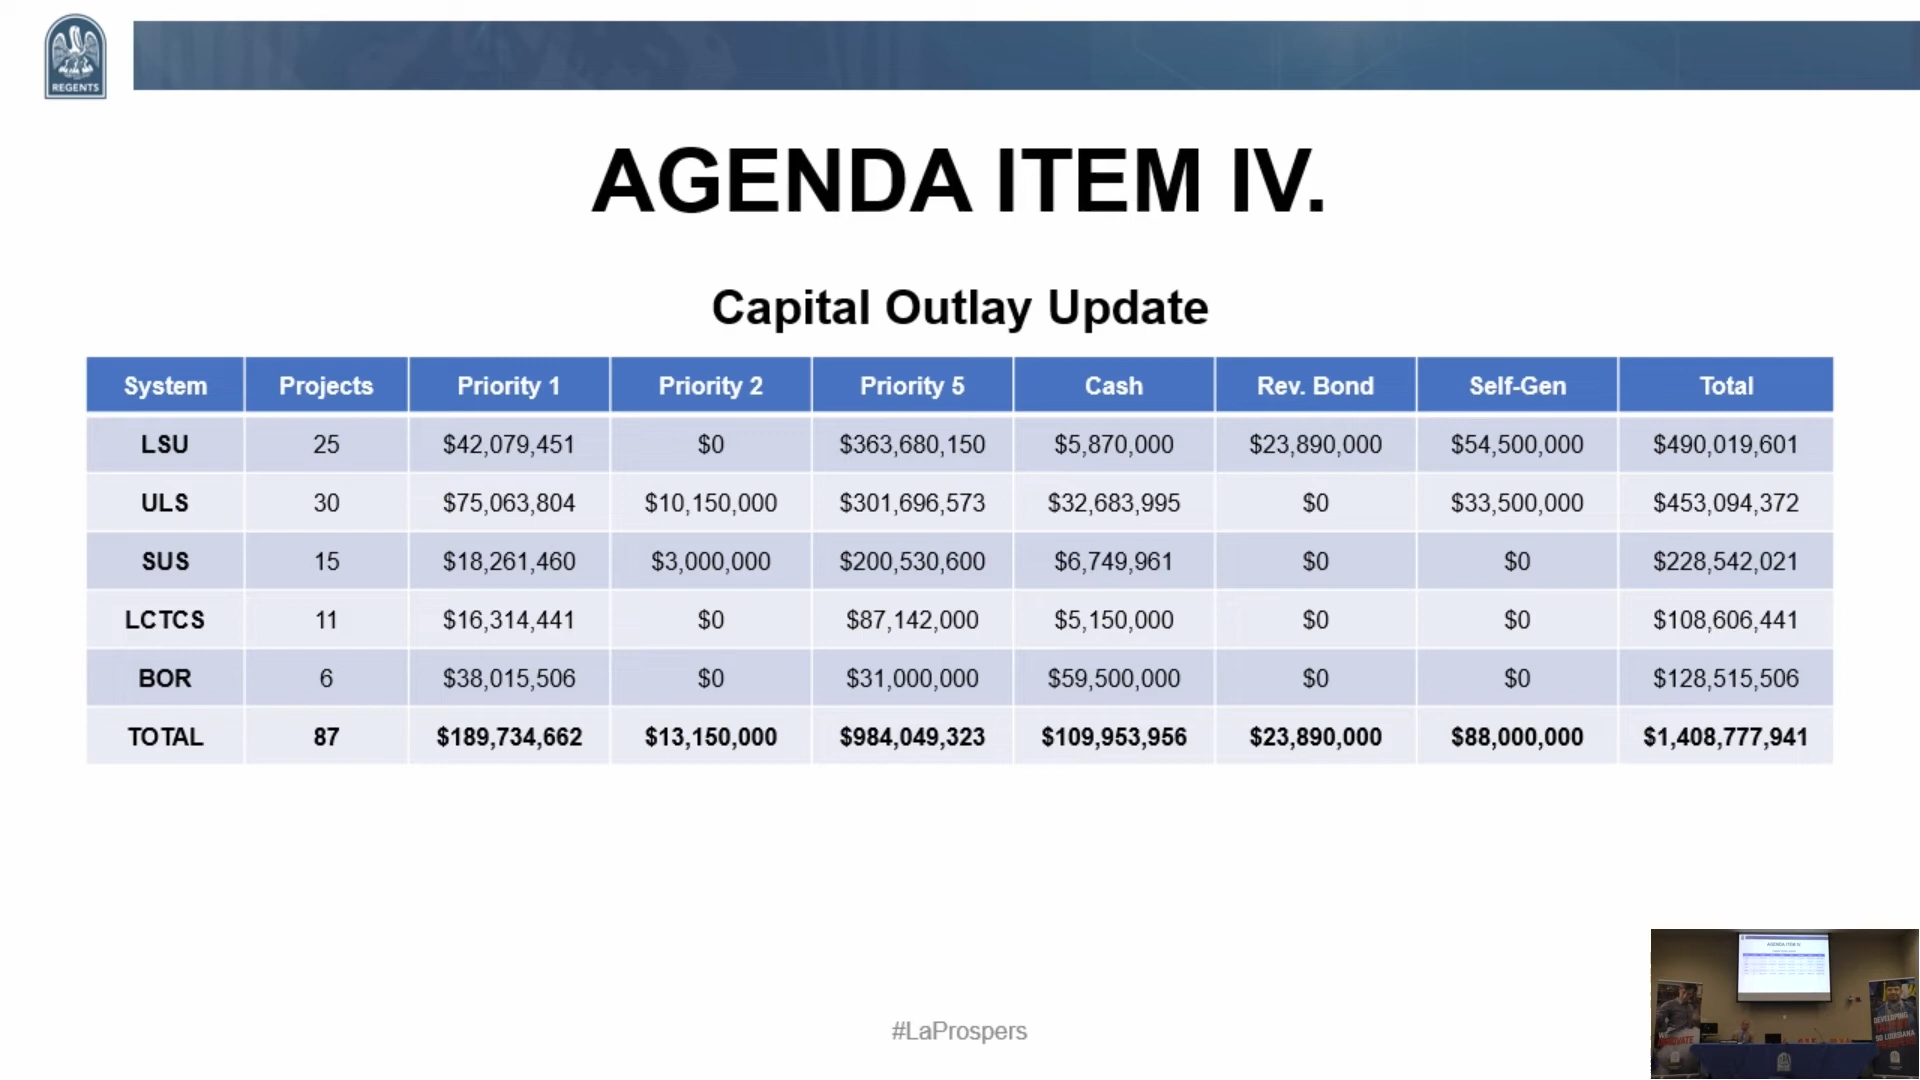 REGENTS
AGENDA ITEM IV.
Capital Outlay Update
System Projects Priority 1 Priority 2 Priority 5 Cash Rev. Bond Self-Gen Total
LSU 25 $42,079,451 $0 $363,680,150 $5,870,000 $23,890,000 $54,500,000 $490,019,601
ULS 30 $75,063,804 $10,150,000 $301,696,573 $32,683,995 $0 $33,500,000 $453,094,372
SUS 15 $18,261,460 $3,000,000 $200,530,600 $6,749,961 $0 $0 $228,542,021
LCTCS 11 $16,314,441 $0 $87,142,000 $5,150,000 $0 $0 $108,606,441
BOR 6 $38,015,506 $0 $31,000,000 $59,500,000 $0 $0 $128,515,506
TOTAL 87 $189,734,662 $13,150,000 $984,049,323 $109,953,956 $23,890,000 $88,000,000 $1,408,777,941
#LaProspers
AGENDA ITEM IV
DEVELOPING
SO LOUISIANA